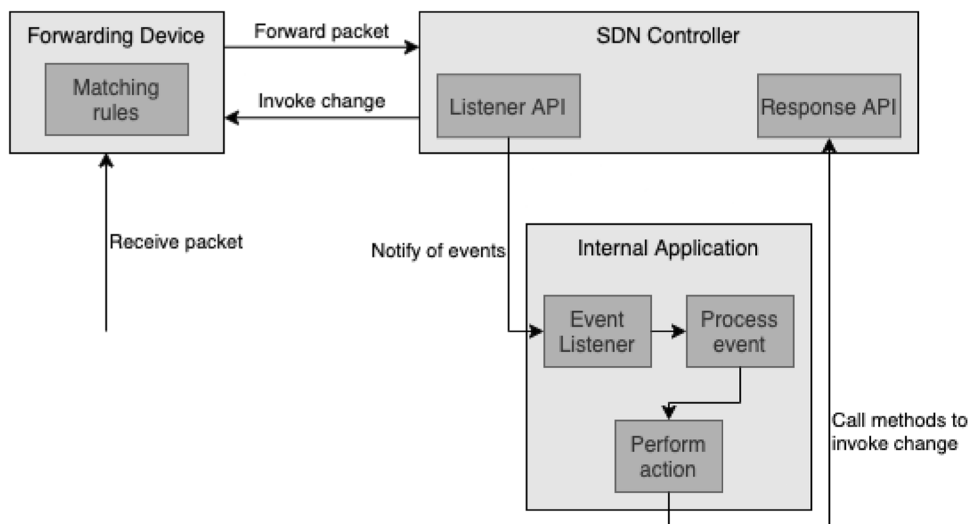 Forwarding Device
Matching
rules
Forward packet
Invoke change
SDN Controller
Listener API
Response API
Receive packet
Notify of events
Internal Application
Event
Listener
Process
event
Perform
action
Call methods to
invoke change